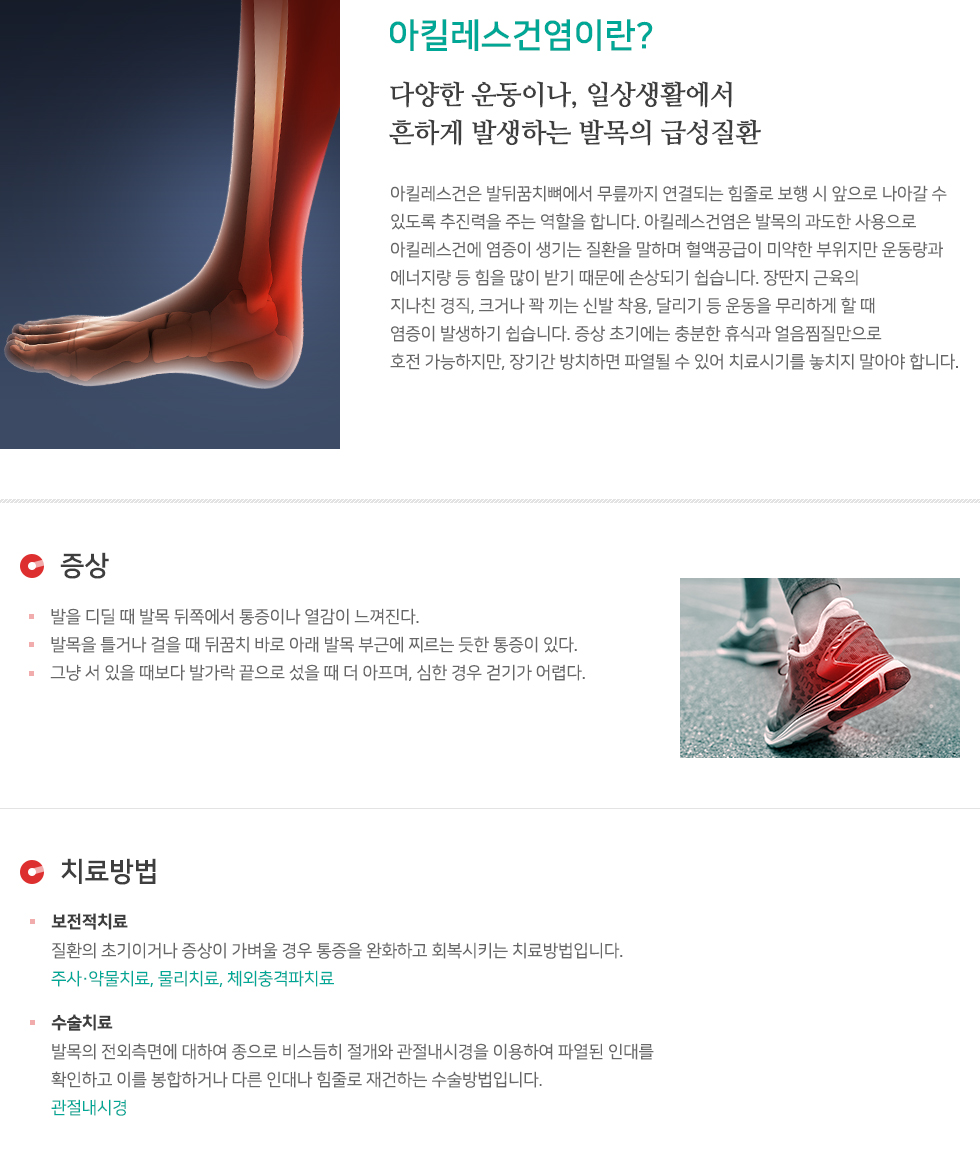 아킬레스건염이란?
다양한 운동이나, 일상생활에서
흔하게 발생하는 발목의 급성질환
아킬레스건은 발뒤꿈치뼈에서 무릎까지 연결되는 힘줄로 보행 시 앞으로 나아갈 수
있도록 추진력을 주는 역할을 합니다. 아킬레스건염은 발목의 과도한 사용으로
아킬레스건에 염증이 생기는 질환을 말하며 혈액공급이 미약한 부위지만 운동량과
에너지량 등 힘을 많이 받기 때문에 손상되기 쉽습니다. 장딴지 근육의
지나친 경직, 크거나 꽉 끼는 신발 착용, 달리기 등 운동을 무리하게 할 때
염증이 발생하기 쉽습니다. 증상 초기에는 충분한 휴식과 얼음찜질만으로
호전 가능하지만, 장기간 방치하면 파열될 수 있어 치료시기를 놓치지 말아야 합니다.
증상
발을 디딜 때 발목 뒤쪽에서 통증이나 열감이 느껴진다.
발목을 틀거나 걸을 때 뒤꿈치 바로 아래 발목 부근에 찌르는 듯한 통증이 있다.
그냥 서 있을 때보다 발가락 끝으로 섰을 때 더 아프며, 심한 경우 걷기가 어렵다.
치료방법
보전적치료
질환의 초기이거나 증상이 가벼울 경우 통증을 완화하고 회복시키는 치료방법입니다.
주사·약물치료, 물리치료, 체외충격파치료
수술치료
발목의 전외측면에 대하여 종으로 비스듬히 절개와 관절내시경을 이용하여 파열된 인대를
확인하고 이를 봉합하거나 다른 인대나 힘줄로 재건하는 수술방법입니다.
관절내시경